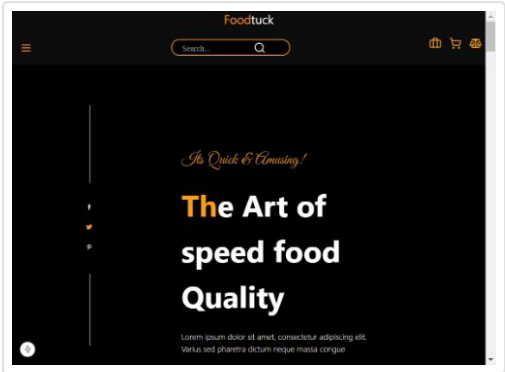 Foodtuck
Search...
Its Quick & Amusing!
The Art of
speed food
Quality
Lorem ipsum dolor sit amet, consectetur adipiscing elit.
Varius sed pharetra dictum neque massa congue